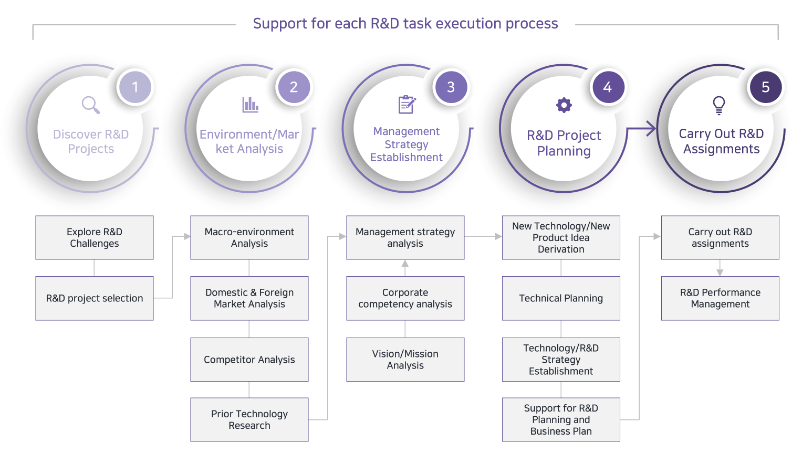 Support for each R&D task execution process
1
Discover R&D
Projects
2
Environment/Mar
ket Analysis
3
Management
Strategy
Establishment
4
R&D Project
Planning
5
Carry Out R&D
Assignments
Explore R&D
Challenges
R&D project selection
Macro-environment
Analysis
Domestic & Foreign
Market Analysis
Competitor Analysis
Prior Technology
Research
Management strategy
analysis
Corporate
competency analysis
Vision/Mission
Analysis
New Technology/New
Product Idea
Derivation
Technical Planning
Technology/R&D
Strategy
Establishment
Support for R&D
Planning and
Business Plan
Carry out R&D
assignments
R&D Performance
Management